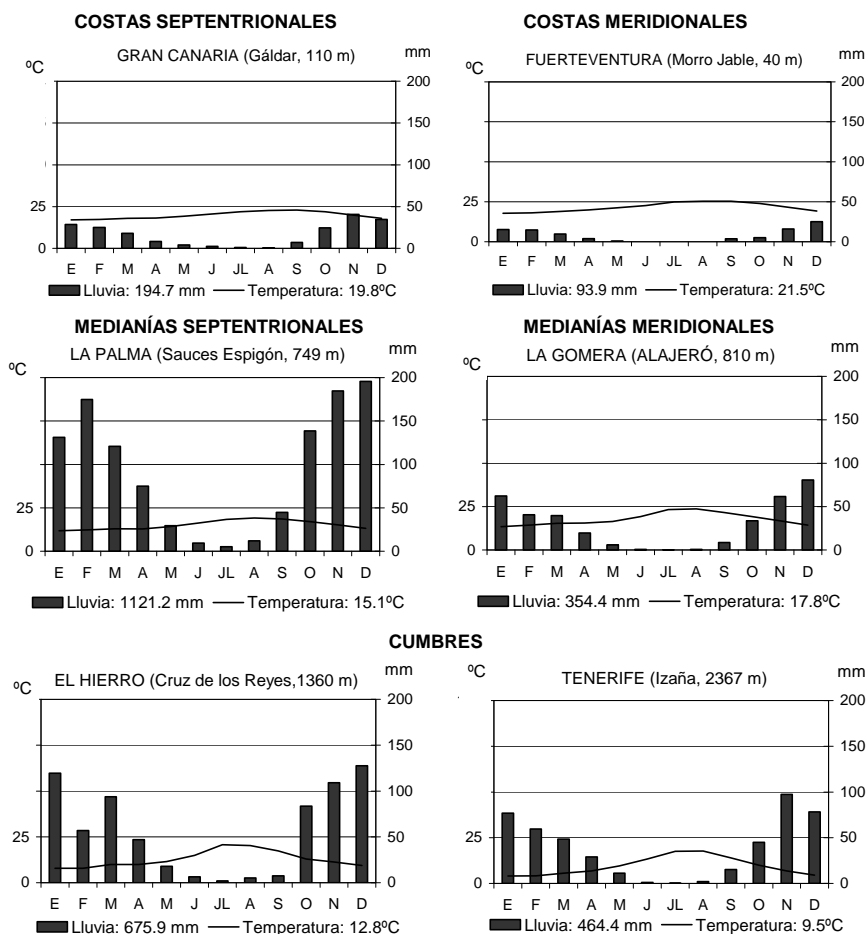 COSTAS SEPTENTRIONALES
COSTAS MERIDIONALES
GRAN CANARIA (Gáldar, 110 m)
ºC
mm
200
150
100
25
50
0
0
E F M A M J JL A S O N D
Lluvia: 194.7 mm Temperatura: 19.8ºC
FUERTEVENTURA (Morro Jable, 40 m)
ºC
mm
200
150
100
25
50
0
0
E F M A M J JL A S O N D
Lluvia: 93.9 mm Temperatura: 21.5ºC
MEDIANÍAS SEPTENTRIONALES
MEDIANÍAS MERIDIONALES
LA PALMA (Sauces Espigón, 749 m)
ºC
mm
200
150
100
25
50
0
0
E F M A M J JL A S O N D
Lluvia: 1121.2 mm Temperatura: 15.1ºC
LA GOMERA (ALAJERÓ, 810 m)
ºC
mm
200
150
100
25
50
0
0
E F M A M J JL A S O N D
Lluvia: 354.4 mm Temperatura: 17.8ºC
CUMBRES
EL HIERRO (Cruz de los Reyes,1360 m)
ºC
mm
200
150
100
25
50
0
0
E F M A M J JL A S O N D
Lluvia: 675.9 mm Temperatura: 12.8ºC
TENERIFE (Izaña, 2367 m)
ºC
mm
200
150
100
25
50
0
0
E F M A M J JL A S O N D
Lluvia: 464.4 mm Temperatura: 9.5ºC